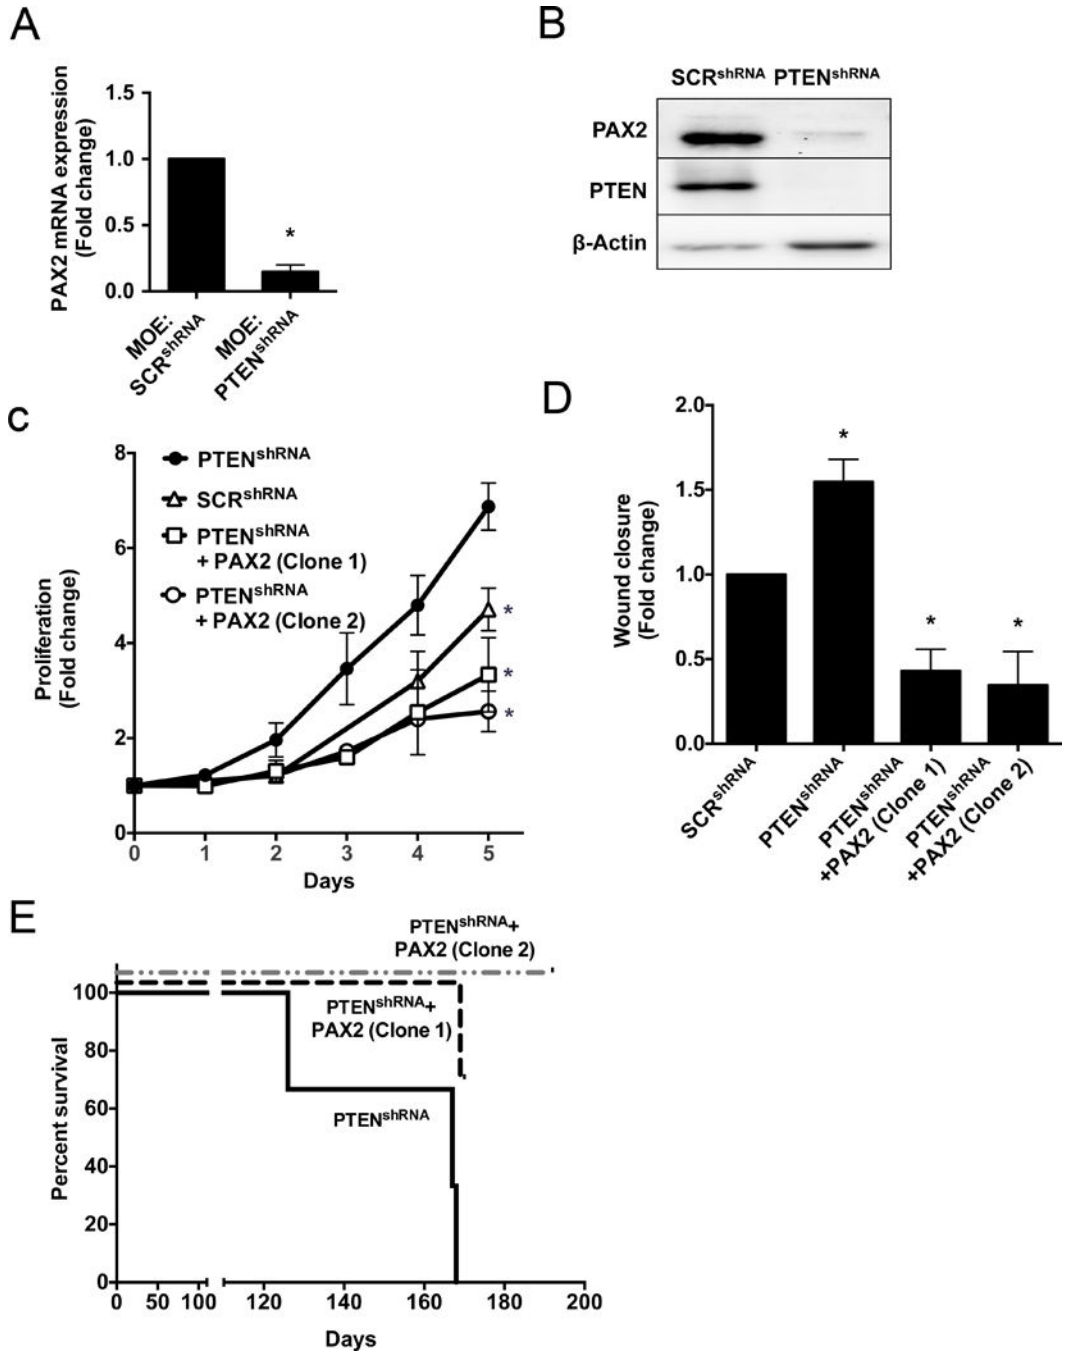 A
PAX2 mRNA expression
(Fold change)
1.5
1.0
0.5
0.0
*
MOE:
SCRshRNA
MOE:
PTENshRNA
B
SCRshRNA PTENshRNA
PAX2
PTEN
β-Actin
C
Proliferation
(Fold change)
8
6
4
2
0
PTENshRNA
SCRshRNA
PTENshRNA
+ PAX2 (Clone 1)
PTENshRNA
+ PAX2 (Clone 2)
*
*
*
0 1 2 3 4 5
Days
D
Wound closure
(Fold change)
2.0
1.5
1.0
0.5
0.0
*
*
*
SCRshRNA
PTENshRNA
PTENshRNA
+PAX2 (Clone 1)
PTENshRNA
+PAX2 (Clone 2)
E
PTENshRNA+
PAX2 (Clone 2)
PTENshRNA+
PAX2 (Clone 1)
PTENshRNA
Percent survival
100
80
60
40
20
0
0 50 100 120 140 160 180 200
Days